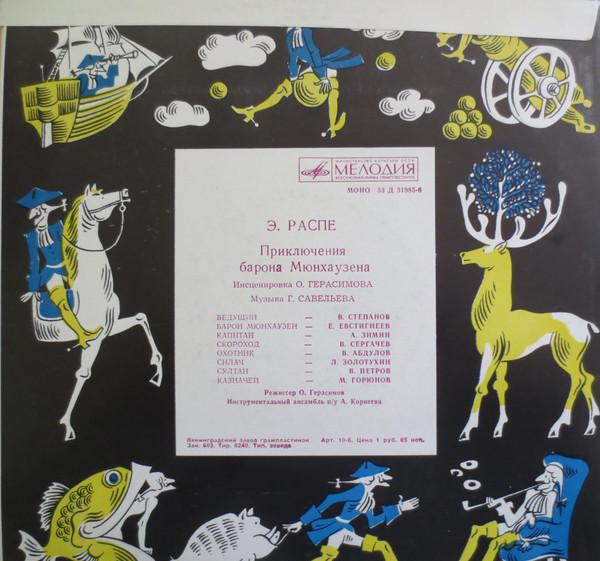 МИНИСТЕРСТВО КУЛЬТУРЫ СССР
МЕЛОДИЯ
ВСЕСОЮЗНАЯ ФИРМА ГРАМПЛАСТИНОК
МОНО 33 Д 31985-6
Э. РАСПЕ
Приключения
барона Мюнхаузена
Инсценировка О. ГЕРАСИМОВА
Музыка Г. САВЕЛЬЕВА
ВЕДУЩИЙ — В. СТЕПАНОВ
БАРОН МЮНХАУЗЕН — Е. ЕВСТИГНЕЕВ
КАПИТАН — А. ЗИМИН
СКОРОХОД — В. СЕРГАЧЕВ
ОХОТНИК — В. АБДУЛОВ
СИЛАЧ — Л. ЗОЛОТУХИН
СУЛТАН — В. ПЕТРОВ
КАЗНАЧЕЙ — М. ГОРЮНОВ
Режиссер О. Герасимов
Инструментальный ансамбль п/у А. Корнеева
Ленинградский завод грампластинок Арт. 10-6. Цена 1 руб. 65 коп.
Зак. 603. Тир. 6240. Тип. завода